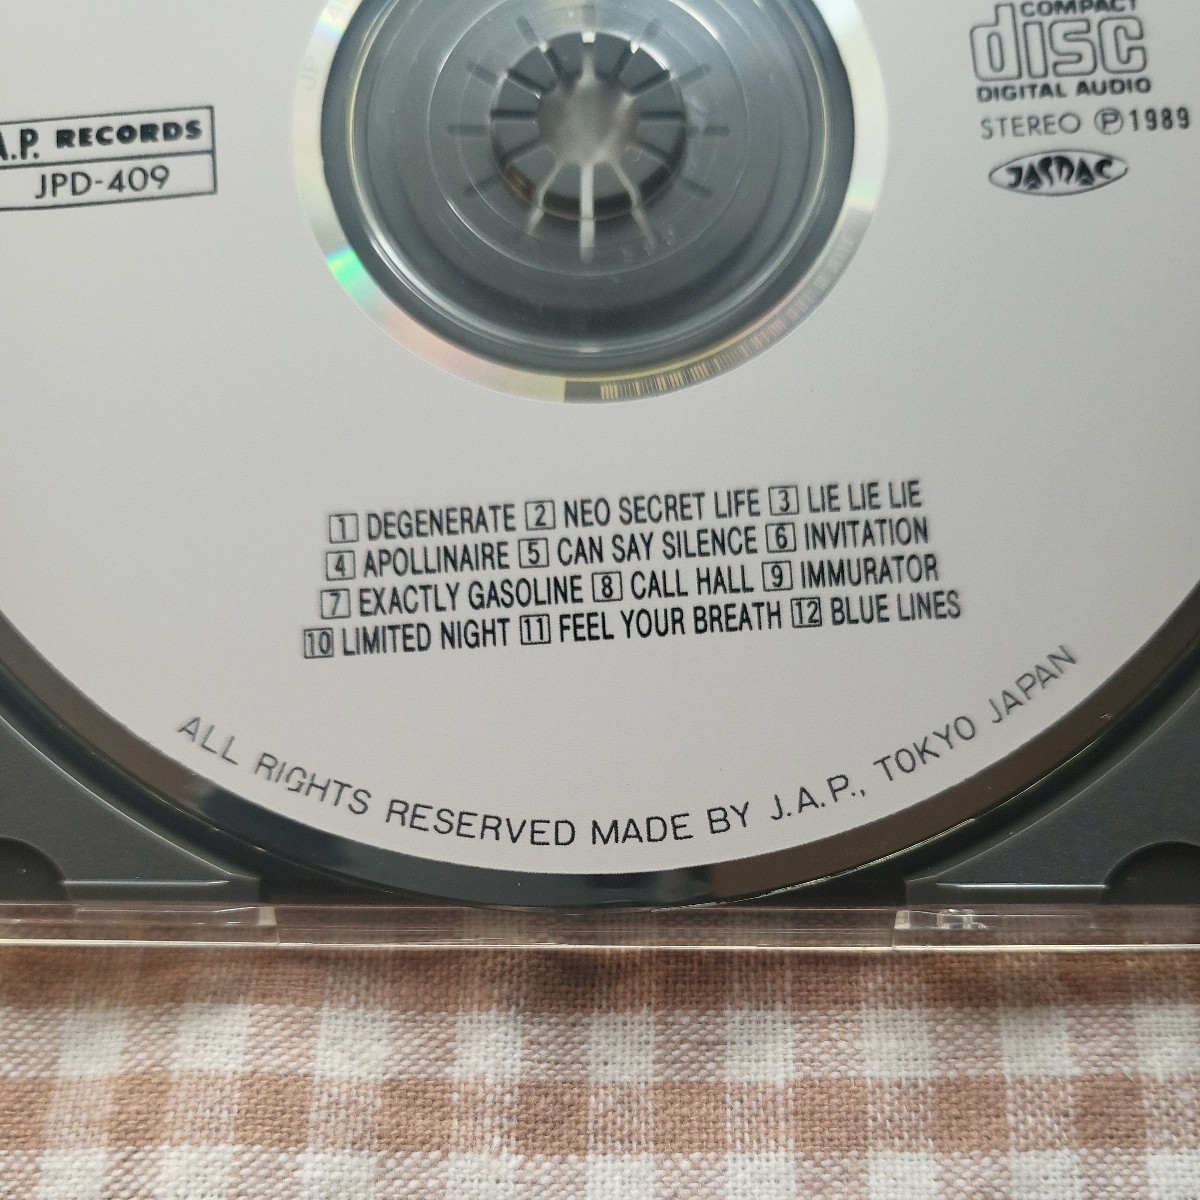 COMPACT
disc
DIGITAL AUDIO
STEREO Ⓟ1989
JASRAC
A.P. RECORDS
JPD-409
1 DEGENERATE 2 NEO SECRET LIFE 3 LIE LIE LIE
4 APOLLINAIRE 5 CAN SAY SILENCE 6 INVITATION
7 EXACTLY GASOLINE 8 CALL HALL 9 IMMURATOR
10 LIMITED NIGHT 11 FEEL YOUR BREATH 12 BLUE LINES
ALL RIGHTS RESERVED MADE BY J.A.P., TOKYO JAPAN